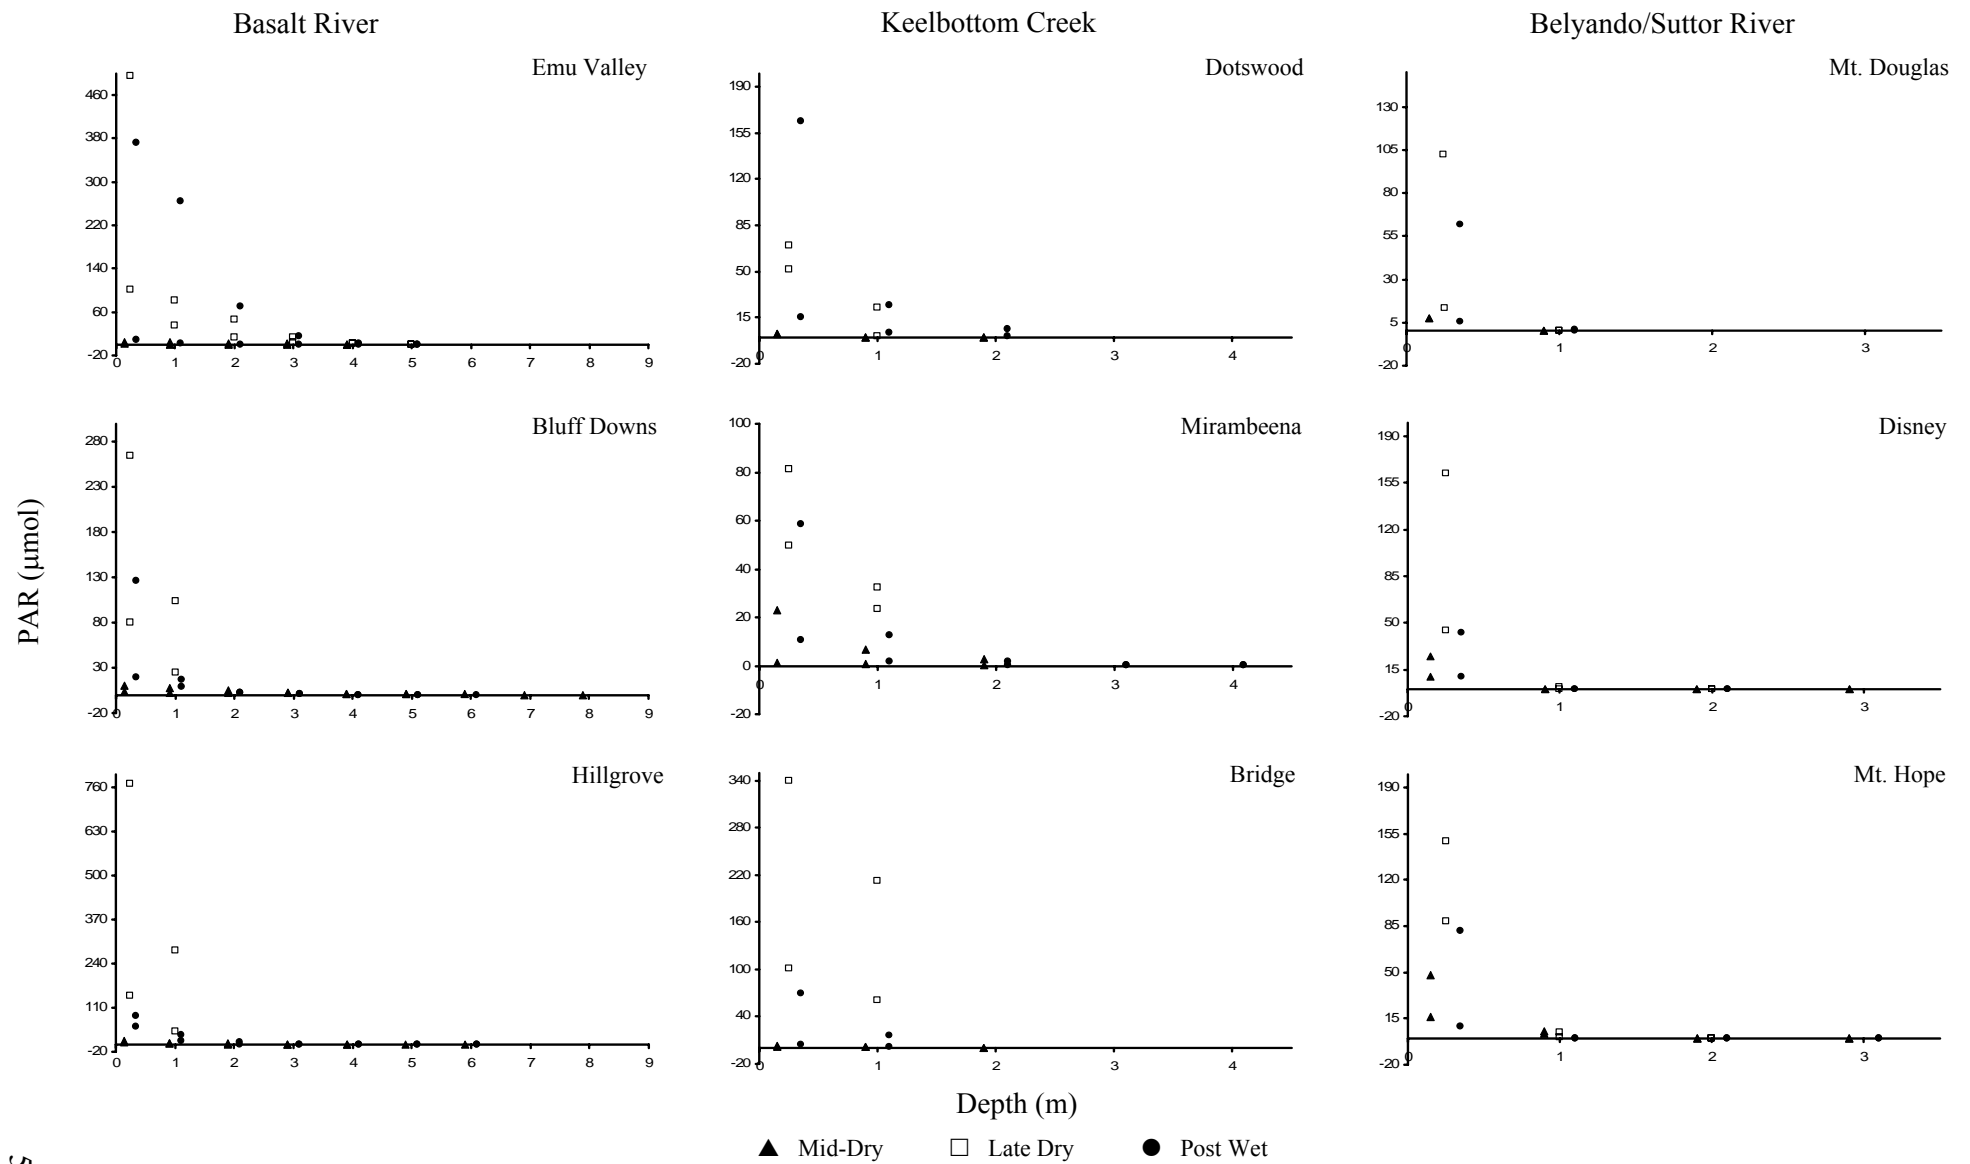 Basalt River
Keelbottom Creek
Belyando/Suttor River
Emu Valley
460
380
300
220
140
60
-20
0 1 2 3 4 5 6 7 8 9
Dotswood
190
155
120
85
50
15
-20
0 1 2 3 4
Mt. Douglas
130
105
80
55
30
5
-20
0 1 2 3
Bluff Downs
280
230
180
130
80
30
-20
0 1 2 3 4 5 6 7 8 9
Mirambeena
100
80
60
40
20
0
-20
0 1 2 3 4
Disney
190
155
120
85
50
15
-20
0 1 2 3
Hillgrove
760
630
500
370
240
110
-20
0 1 2 3 4 5 6 7 8 9
Bridge
340
280
220
160
100
40
-20
0 1 2 3 4
Mt. Hope
190
155
120
85
50
15
-20
0 1 2 3
PAR (µmol)
Depth (m)
Mid-Dry Late Dry Post Wet